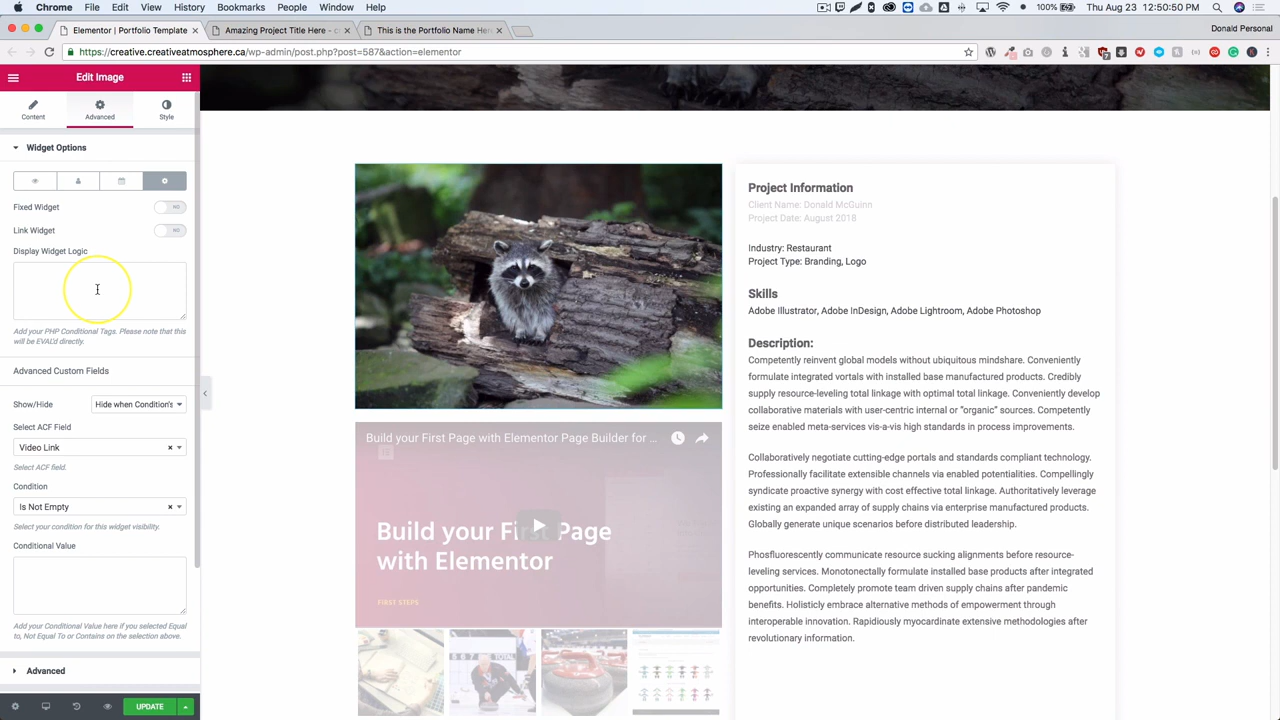 Chrome File Edit View History Bookmarks People Window Help
100% Thu Aug 23 12:50:50 PM
Elementor | Portfolio Template
Amazing Project Title Here - c
This is the Portfolio Name Her
Donald Personal
https://creative.creativeatmosphere.ca/wp-admin/post.php?post=587&action=elementor
Edit Image
Content Advanced Style
Widget Options
Fixed Widget NO
Link Widget NO
Display Widget Logic
Add your PHP Conditional Tags. Please note that this
will be EVAL'd directly.
Advanced Custom Fields
Show/Hide Hide when Condition's
Select ACF Field
Video Link
Select ACF field.
Condition
Is Not Empty
Select your condition for this widget visibility.
Conditional Value
Add your Conditional Value here if you selected Equal
to, Not Equal To or Contains on the selection above.
Advanced
UPDATE
Build your First Page with Elementor Page Builder for ...
Build your First Page
with Elementor
FIRST STEPS
Project Information
Client Name: Donald McGuinn
Project Date: August 2018
Industry: Restaurant
Project Type: Branding, Logo
Skills
Adobe Illustrator, Adobe InDesign, Adobe Lightroom, Adobe Photoshop
Description:
Competently reinvent global models without ubiquitous mindshare. Conveniently
formulate integrated vortals with installed base manufactured products. Credibly
supply resource-leveling total linkage with optimal total linkage. Conveniently develop
collaborative materials with user-centric internal or "organic" sources. Competently
seize enabled meta-services vis-a-vis high standards in process improvements.
Collaboratively negotiate cutting-edge portals and standards compliant technology.
Professionally facilitate extensible channels via enabled potentialities. Compellingly
syndicate proactive synergy with cost effective total linkage. Authoritatively leverage
existing an expanded array of supply chains via enterprise manufactured products.
Globally generate unique scenarios before distributed leadership.
Phosfluorescently communicate resource sucking alignments before resource-
leveling services. Monotonectally formulate installed base products after integrated
opportunities. Completely promote team driven supply chains after pandemic
benefits. Holisticly embrace alternative methods of empowerment through
interoperable innovation. Rapidiously myocardinate extensive methodologies after
revolutionary information.